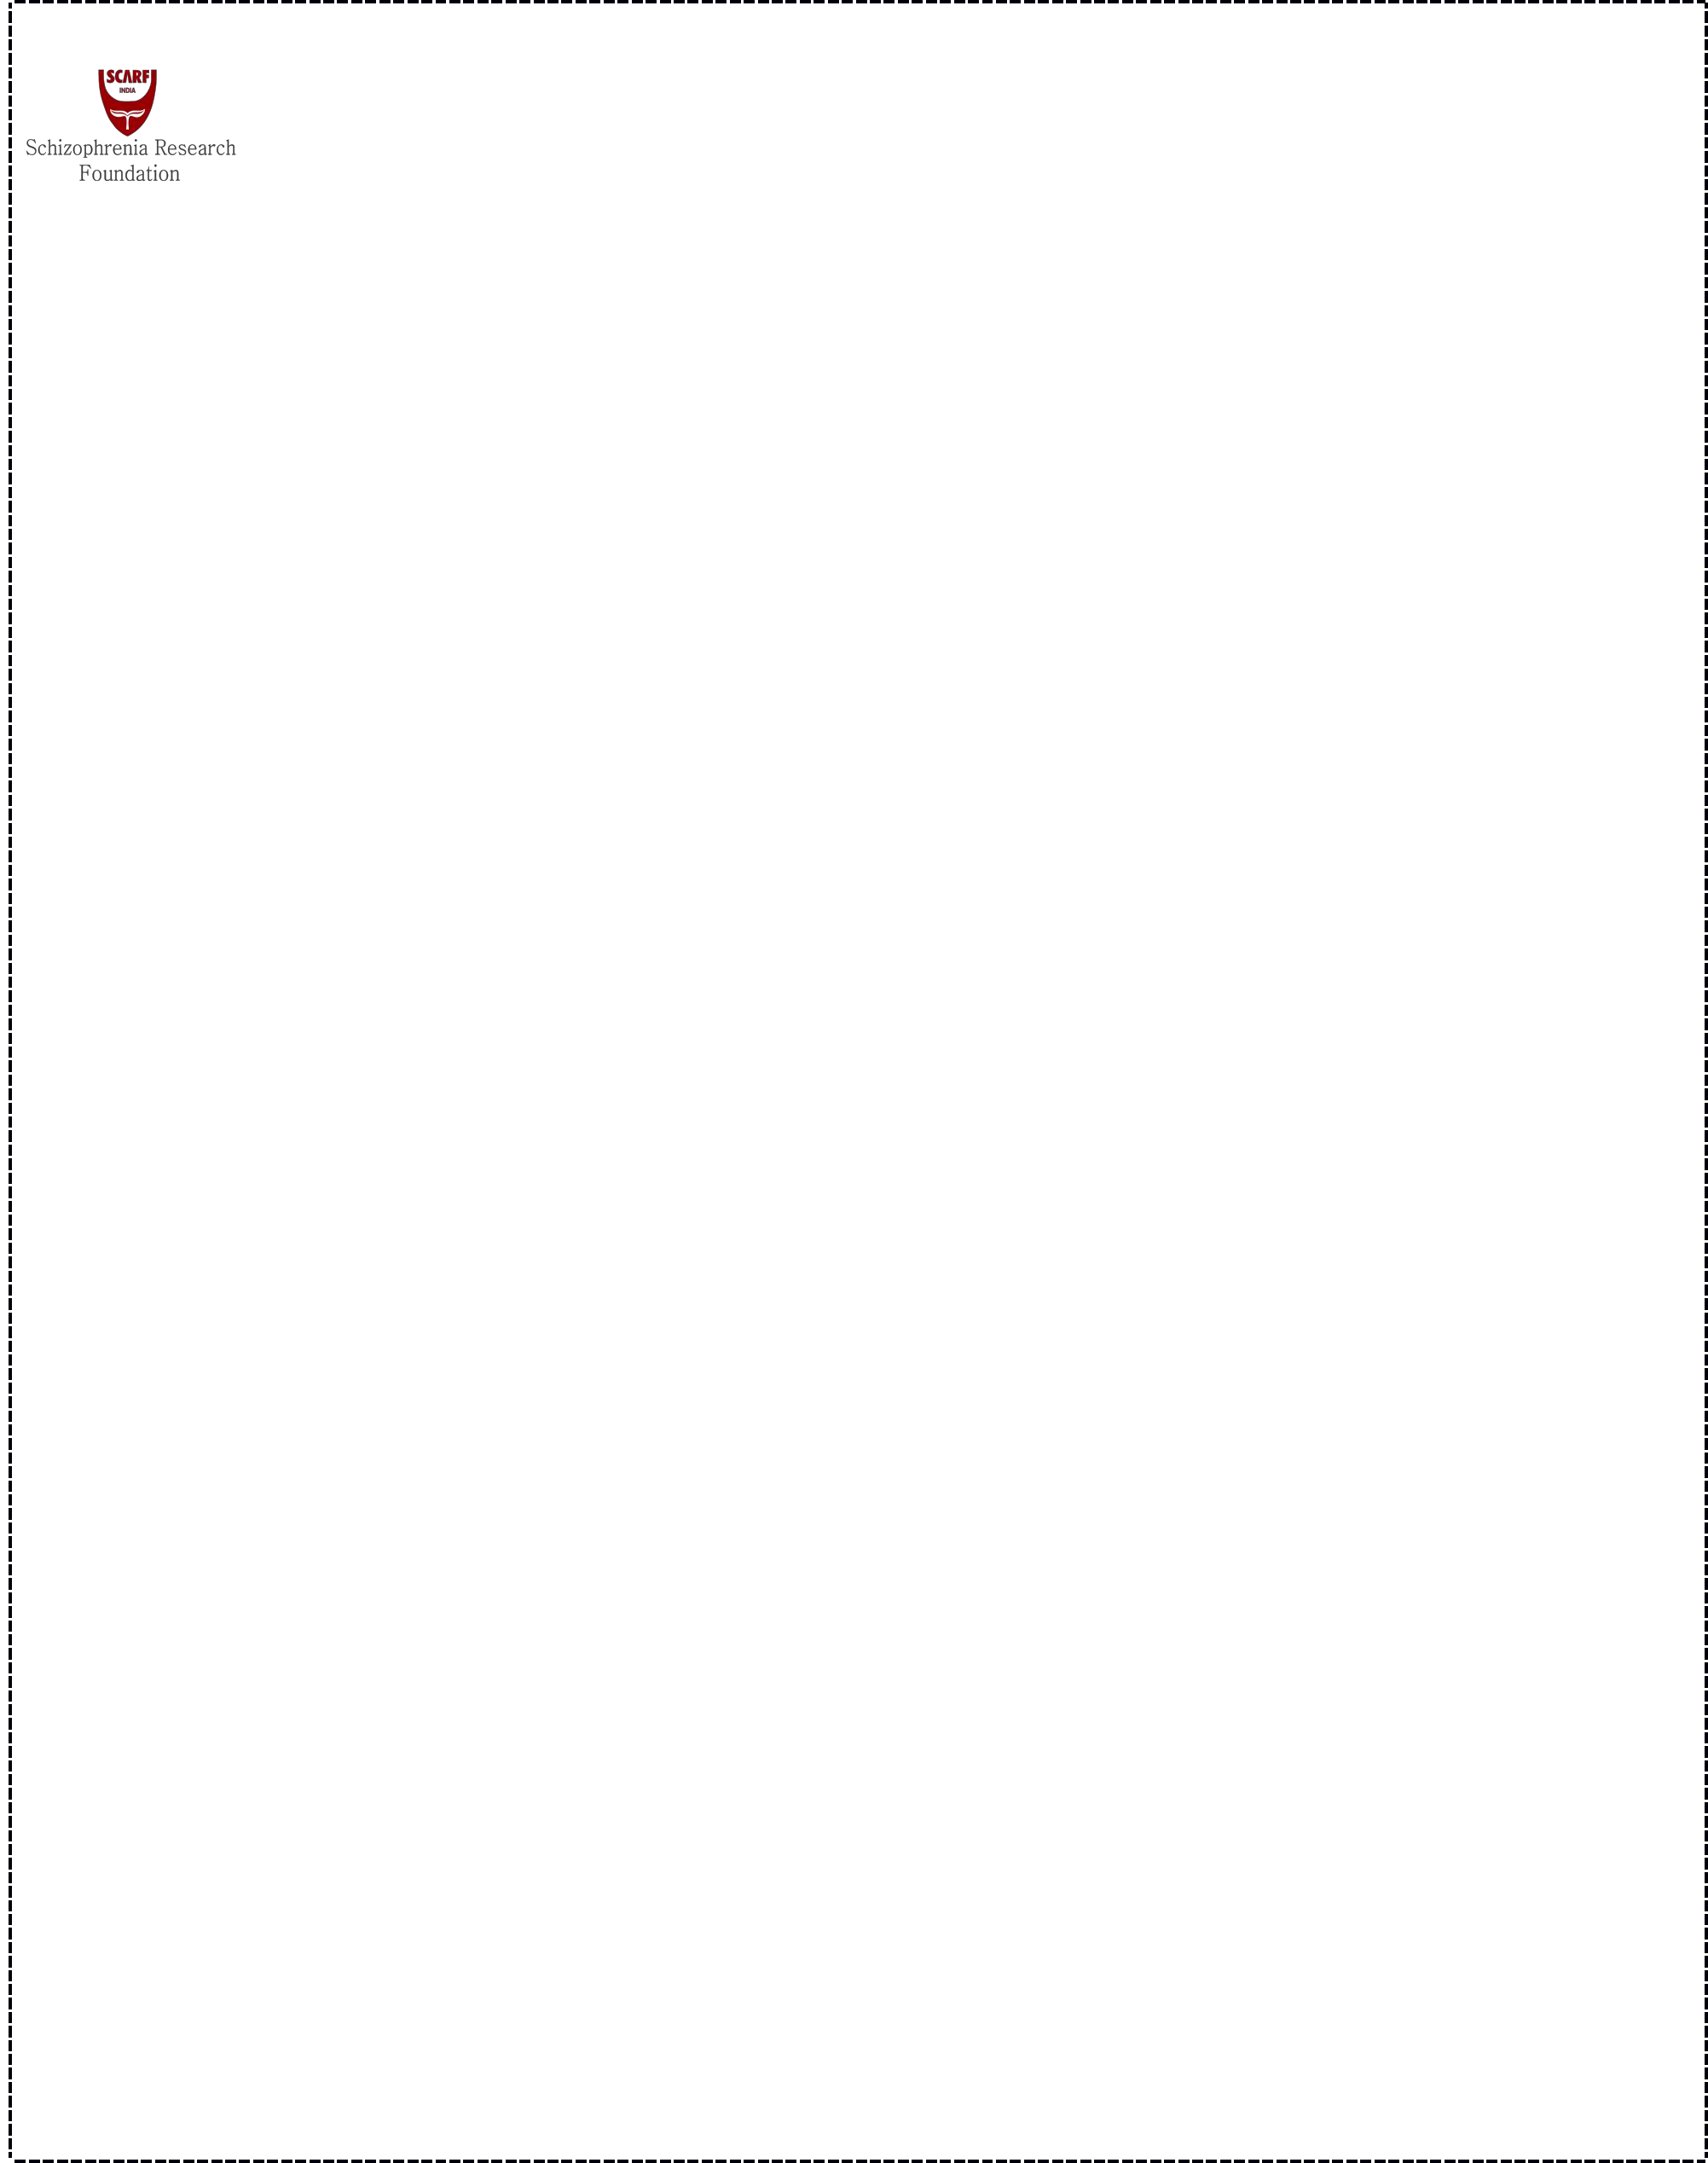 SCARF
INDIA
Schizophrenia Research
Foundation